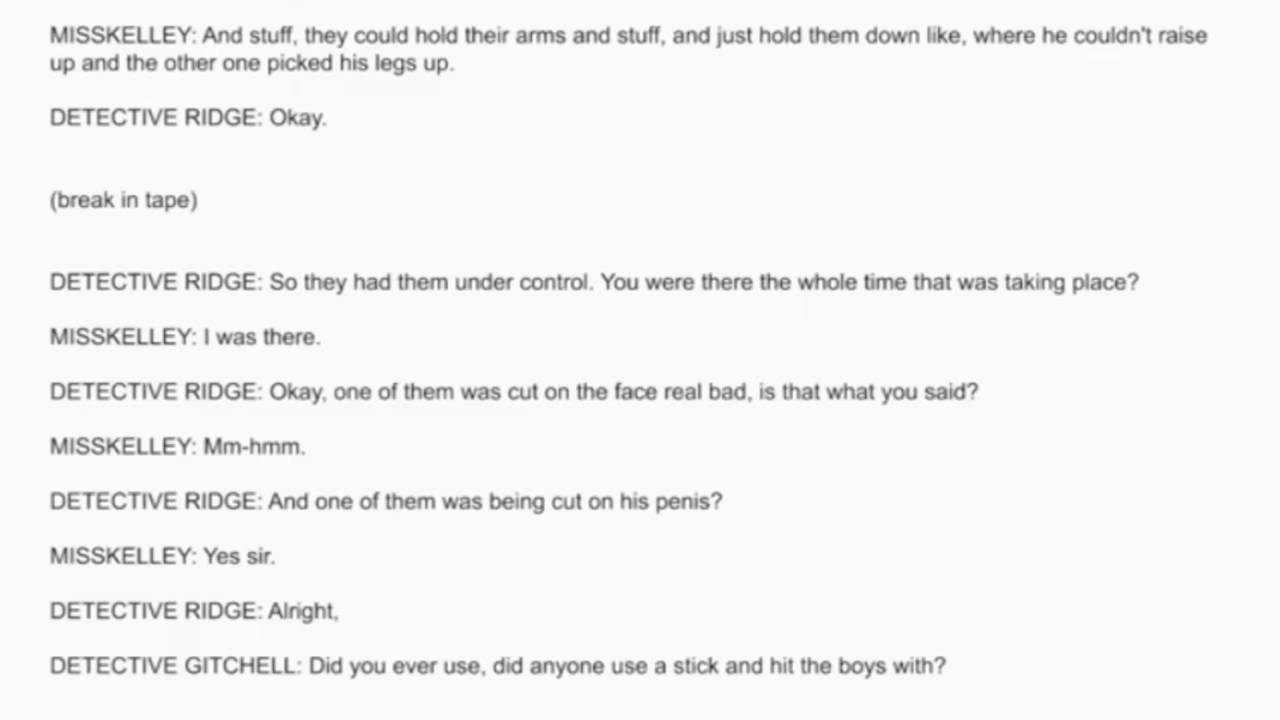 MISSKELLEY: And stuff, they could hold their arms and stuff, and just hold them down like, where he couldn't raise
up and the other one picked his legs up.
DETECTIVE RIDGE: Okay.
(break in tape)
DETECTIVE RIDGE: So they had them under control. You were there the whole time that was taking place?
MISSKELLEY: I was there.
DETECTIVE RIDGE: Okay, one of them was cut on the face real bad, is that what you said?
MISSKELLEY: Mm-hmm.
DETECTIVE RIDGE: And one of them was being cut on his penis?
MISSKELLEY: Yes sir.
DETECTIVE RIDGE: Alright,
DETECTIVE GITCHELL: Did you ever use, did anyone use a stick and hit the boys with?